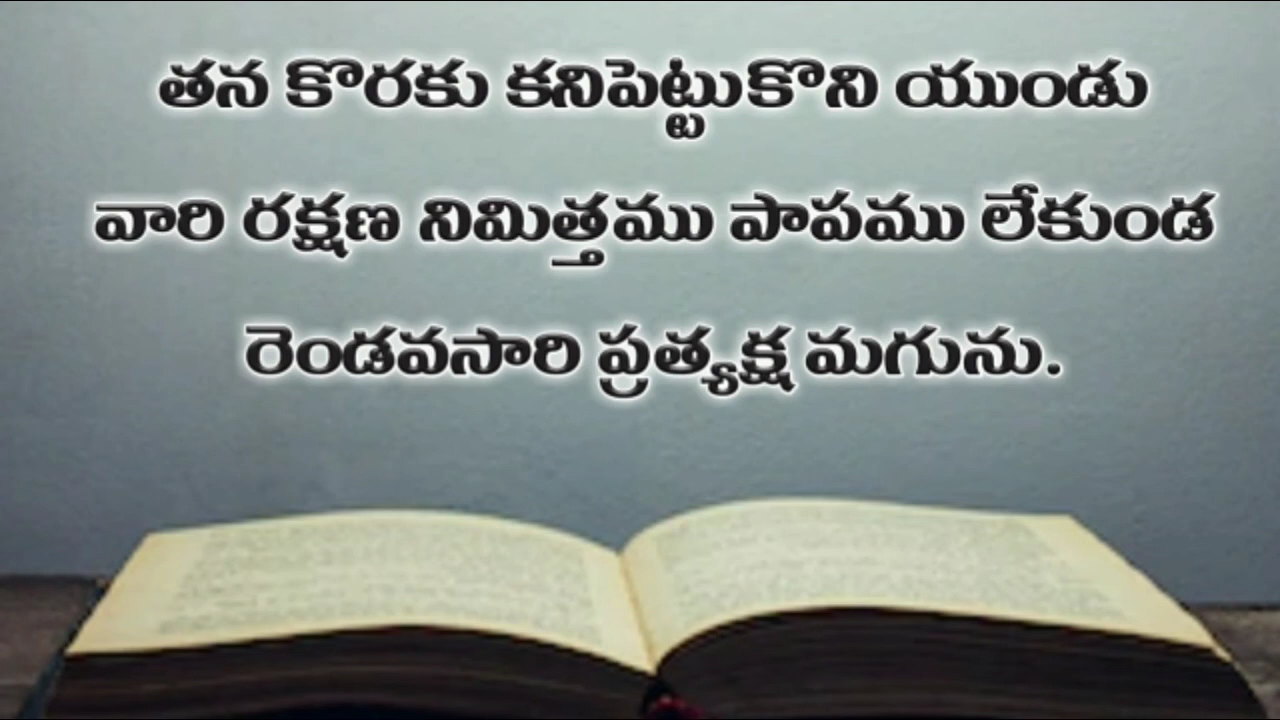 తన కొరకు కనిపెట్టుకొని యుండు
వారి రక్షణ నిమిత్తము పాపము లేకుండ
రెండవసారి ప్రత్యక్ష మగును.